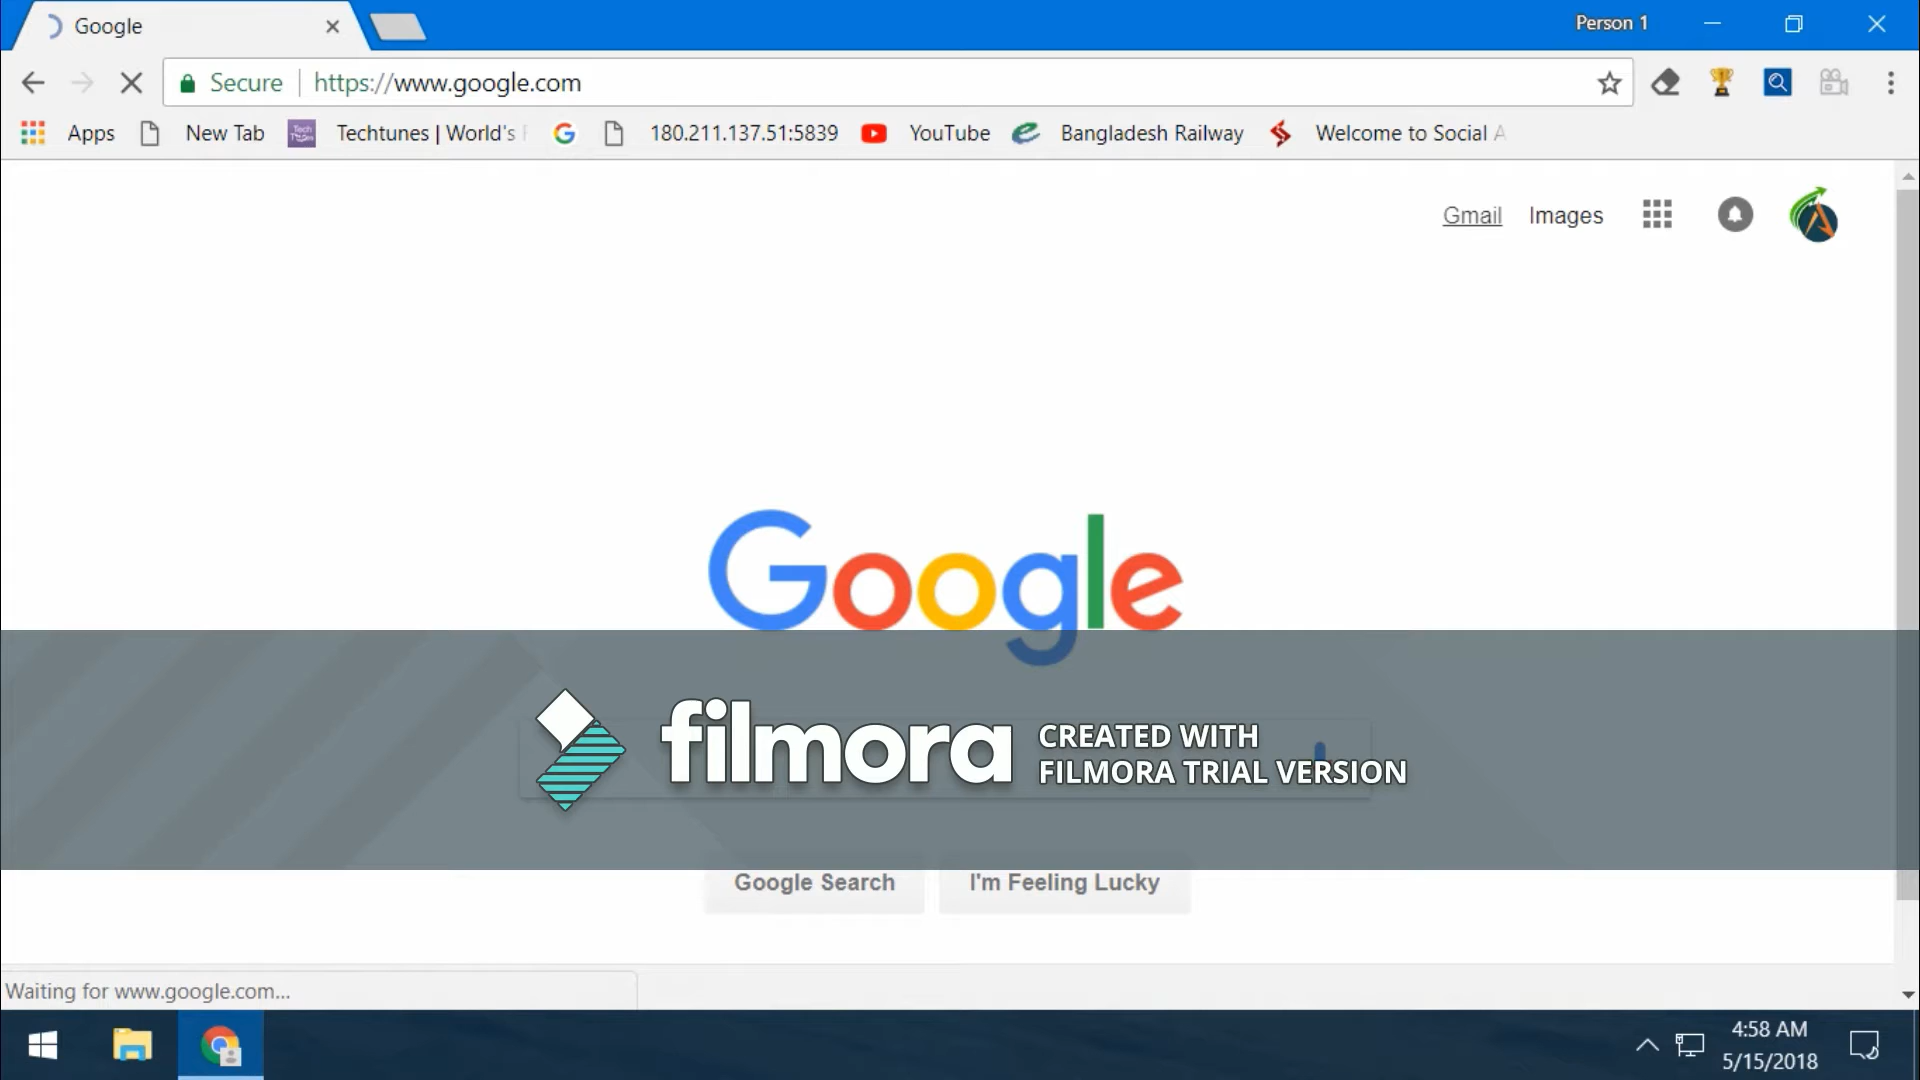 Google
Person 1
Secure https://www.google.com
Apps New Tab Tech Tunes Techtunes | World's G 180.211.137.51:5839 YouTube Bangladesh Railway Welcome to Social A
Gmail Images
Google
filmora CREATED WITH
FILMORA TRIAL VERSION
Google Search I'm Feeling Lucky
Waiting for www.google.com...
4:58 AM
5/15/2018